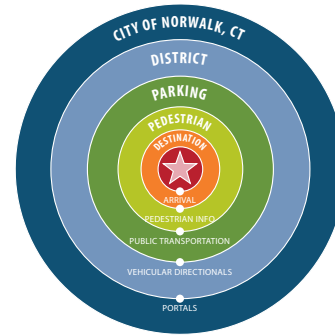 CITY OF NORWALK, CT
DISTRICT
PARKING
PEDESTRIAN
DESTINATION
ARRIVAL
PEDESTRIAN INFO
PUBLIC TRANSPORTATION
VEHICULAR DIRECTIONALS
PORTALS